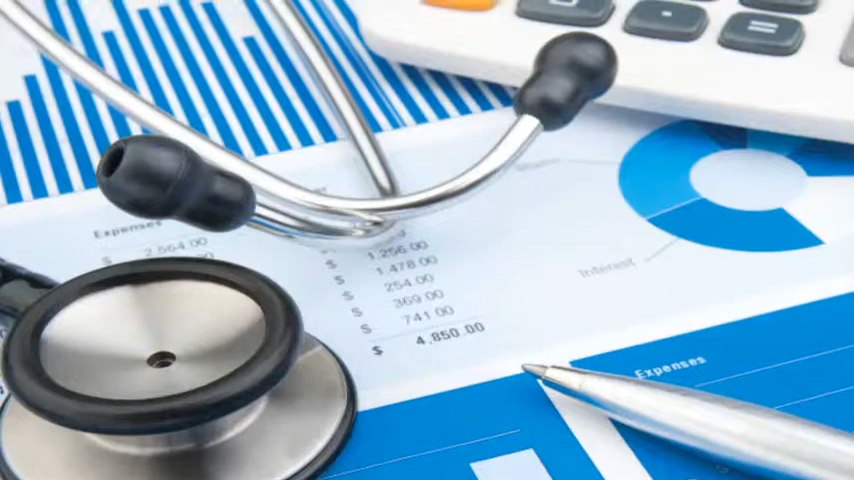 Expenses
$ 2,564.00
$ 1,256.00
$ 1,478.00
$ 254.00
$ 369.00
$ 741.00
$ 4,850.00
Interest
Expenses